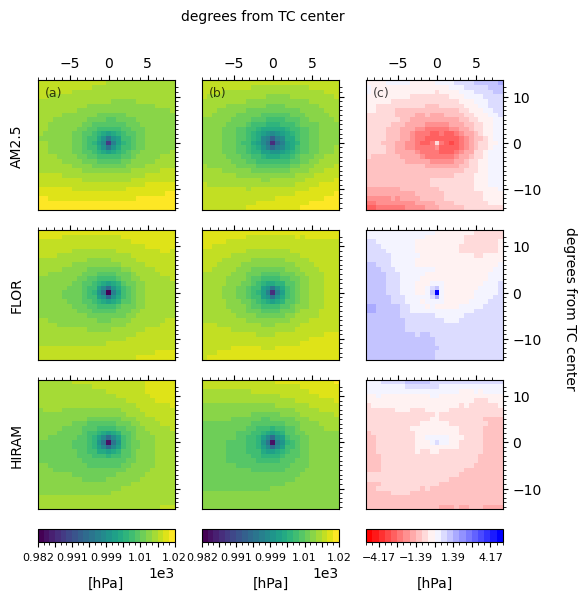 degrees from TC center
−5 0 5 −5 0 5 −5 0 5
(a) (b) (c)
AM2.5
10
0
−10
FLOR
10
0
−10
degrees from TC center
HIRAM
10
0
−10
0.982 0.991 0.999 1.01 1.02 0.982 0.991 0.999 1.01 1.02 −4.17 −1.39 1.39 4.17
1e3 1e3
[hPa] [hPa] [hPa]